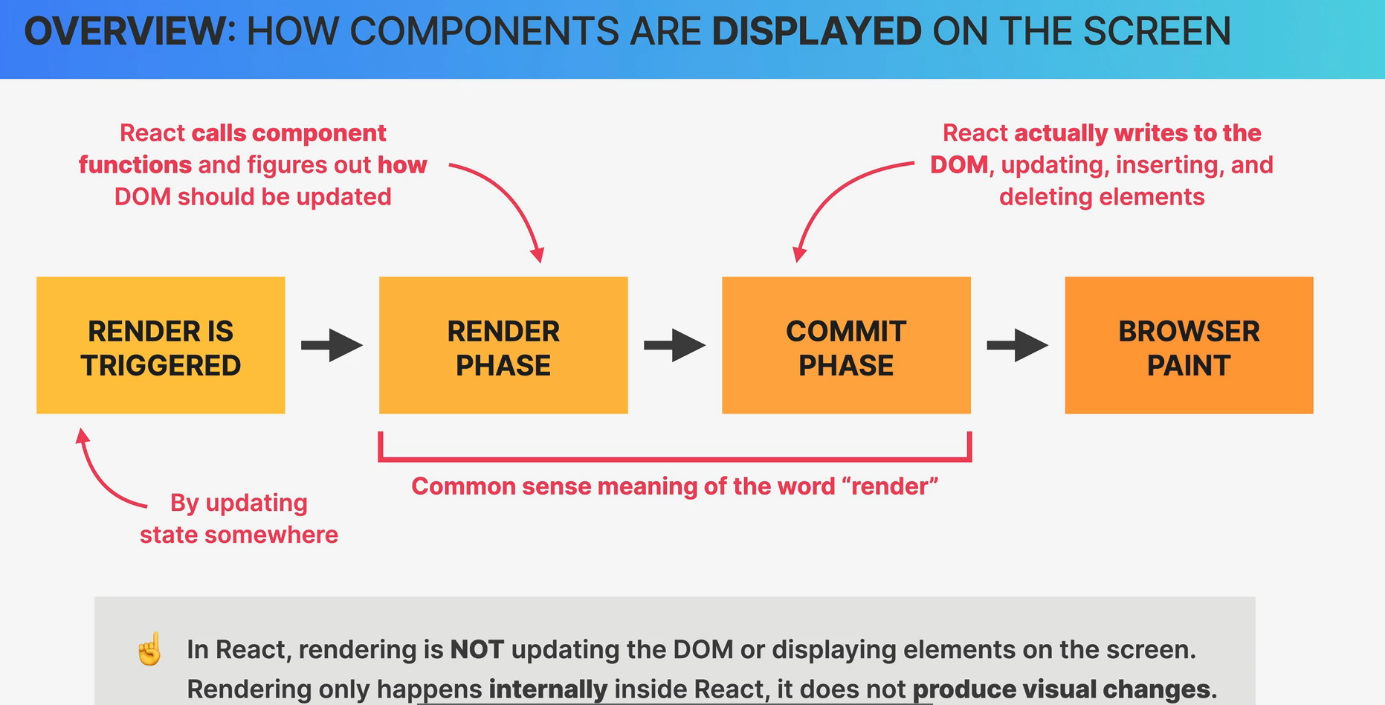 OVERVIEW: HOW COMPONENTS ARE DISPLAYED ON THE SCREEN
React calls component
functions and figures out how
DOM should be updated
React actually writes to the
DOM, updating, inserting, and
deleting elements
RENDER IS
TRIGGERED
RENDER
PHASE
COMMIT
PHASE
BROWSER
PAINT
Common sense meaning of the word “render”
By updating
state somewhere
☝️ In React, rendering is NOT updating the DOM or displaying elements on the screen.
Rendering only happens internally inside React, it does not produce visual changes.